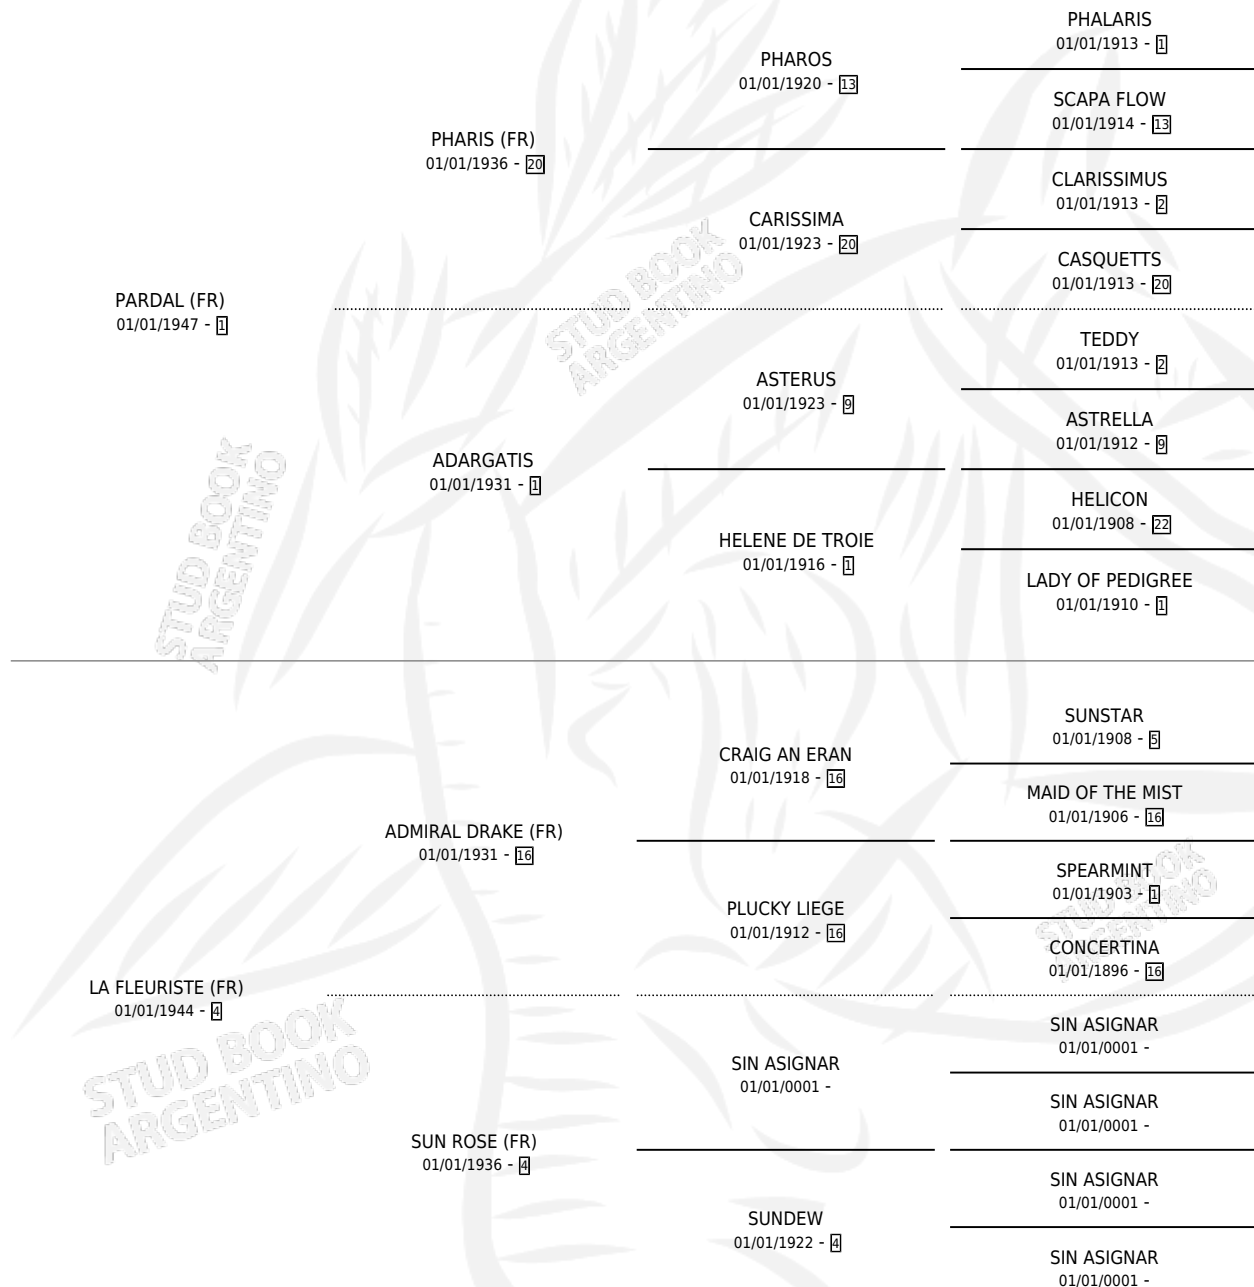 PARDAL (FR)
01/01/1947 - 1
PHARIS (FR)
01/01/1936 - 20
PHAROS
01/01/1920 - 13
PHALARIS
01/01/1913 - 1
SCAPA FLOW
01/01/1914 - 13
CARISSIMA
01/01/1923 - 20
CLARISSIMUS
01/01/1913 - 2
CASQUETTS
01/01/1913 - 20
ADARGATIS
01/01/1931 - 1
ASTERUS
01/01/1923 - 9
TEDDY
01/01/1913 - 2
ASTRELLA
01/01/1912 - 9
HELENE DE TROIE
01/01/1916 - 1
HELICON
01/01/1908 - 22
LADY OF PEDIGREE
01/01/1910 - 1
LA FLEURISTE (FR)
01/01/1944 - 4
ADMIRAL DRAKE (FR)
01/01/1931 - 16
CRAIG AN ERAN
01/01/1918 - 16
SUNSTAR
01/01/1908 - 5
MAID OF THE MIST
01/01/1906 - 16
PLUCKY LIEGE
01/01/1912 - 16
SPEARMINT
01/01/1903 - 1
CONCERTINA
01/01/1896 - 16
SUN ROSE (FR)
01/01/1936 - 4
SIN ASIGNAR
01/01/0001 -
SIN ASIGNAR
01/01/0001 -
SIN ASIGNAR
01/01/0001 -
SUNDEW
01/01/1922 - 4
SIN ASIGNAR
01/01/0001 -
SIN ASIGNAR
01/01/0001 -
STUD BOOK
ARGENTINO
STUD BOOK
ARGENTINO
STUD BOOK
ARGENTINO
STUD BOOK
ARGENTINO